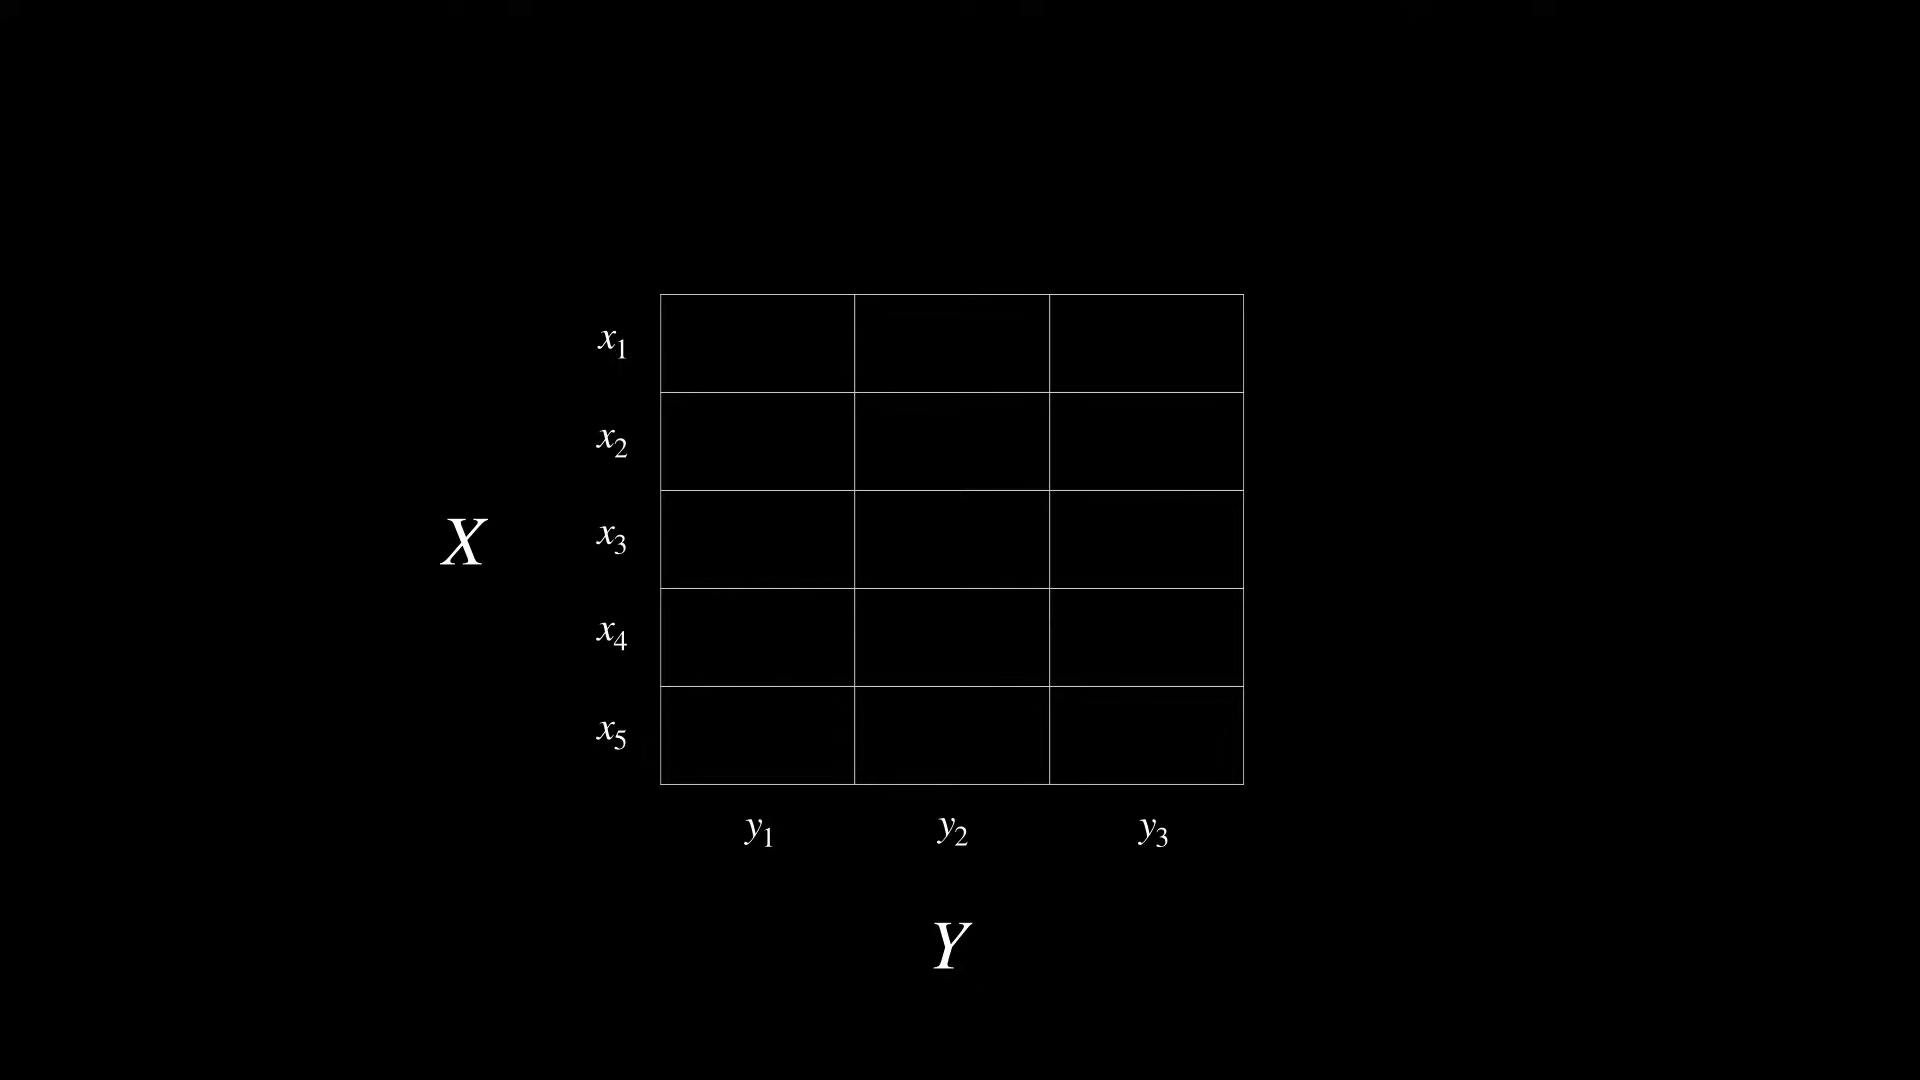 x₁
x₂
X
x₃
x₄
x₅
y₁ y₂ y₃
Y